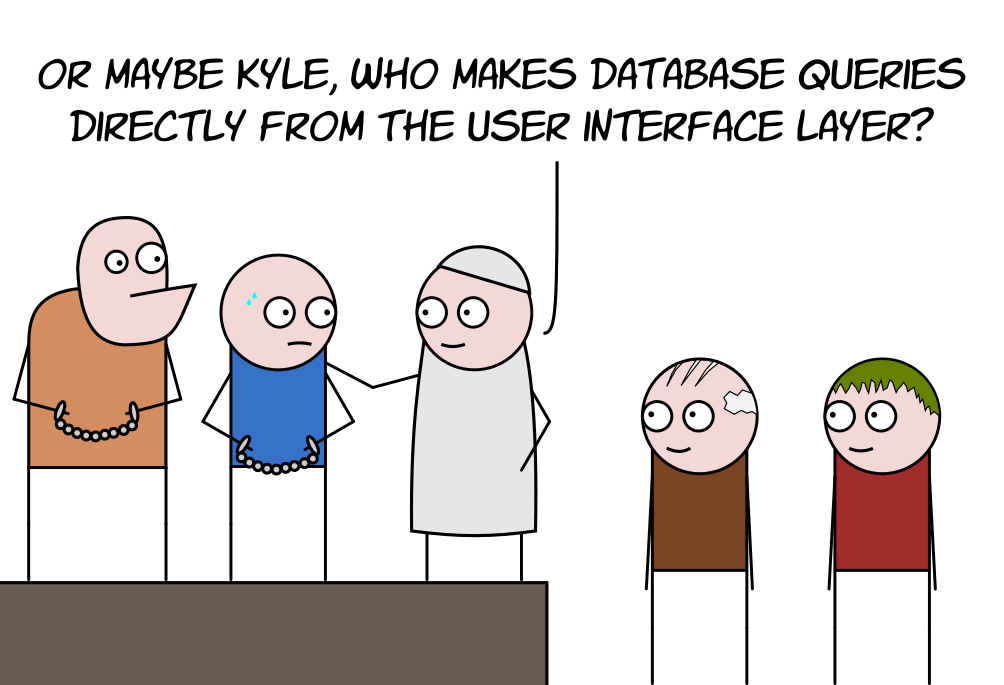 OR MAYBE KYLE, WHO MAKES DATABASE QUERIES
DIRECTLY FROM THE USER INTERFACE LAYER?